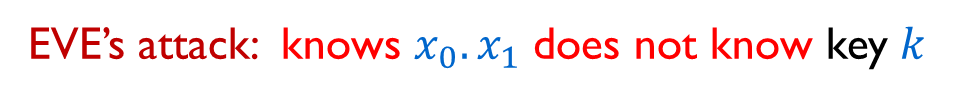 EVE's attack: knows x₀. x₁ does not know key k